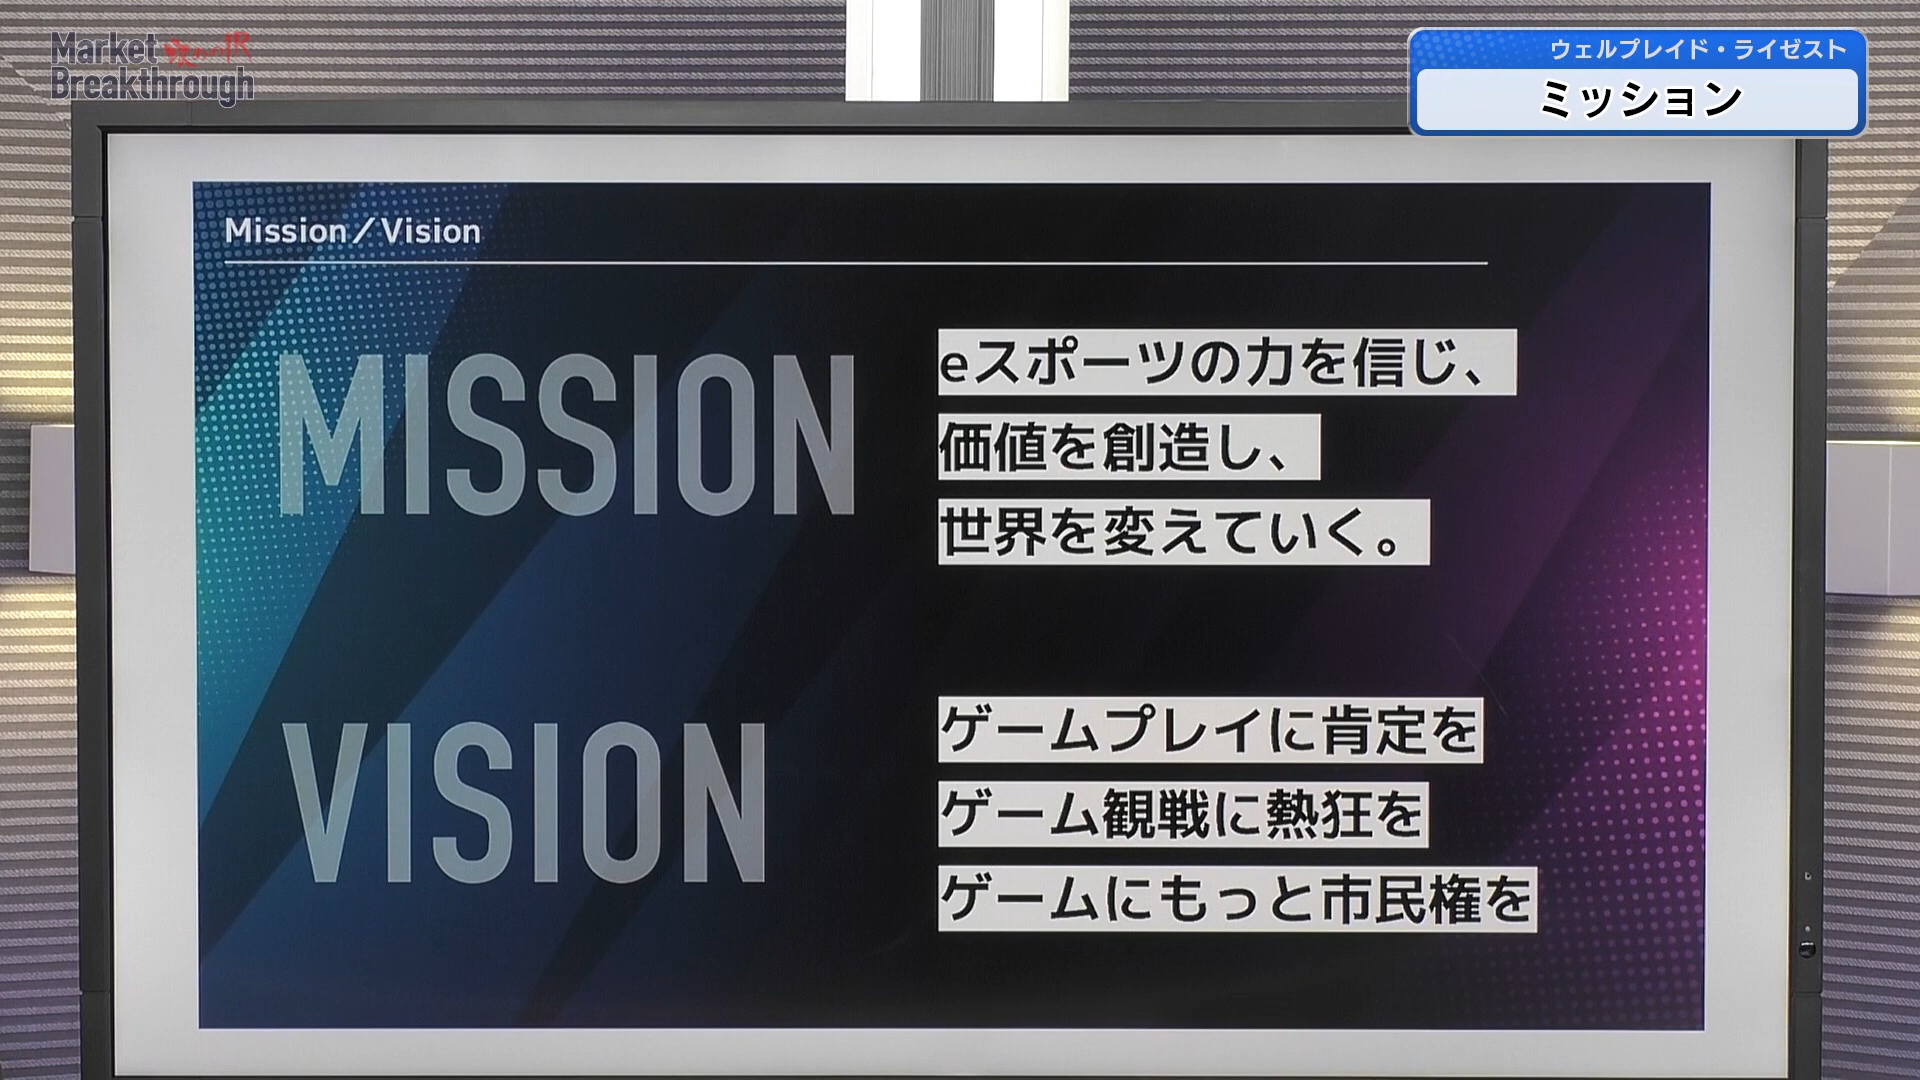 Market
Breakthrough
ウェルプレイド・ライゼスト
ミッション
Mission／Vision
MISSION
eスポーツの力を信じ、
価値を創造し、
世界を変えていく。
VISION
ゲームプレイに肯定を
ゲーム観戦に熱狂を
ゲームにもっと市民権を